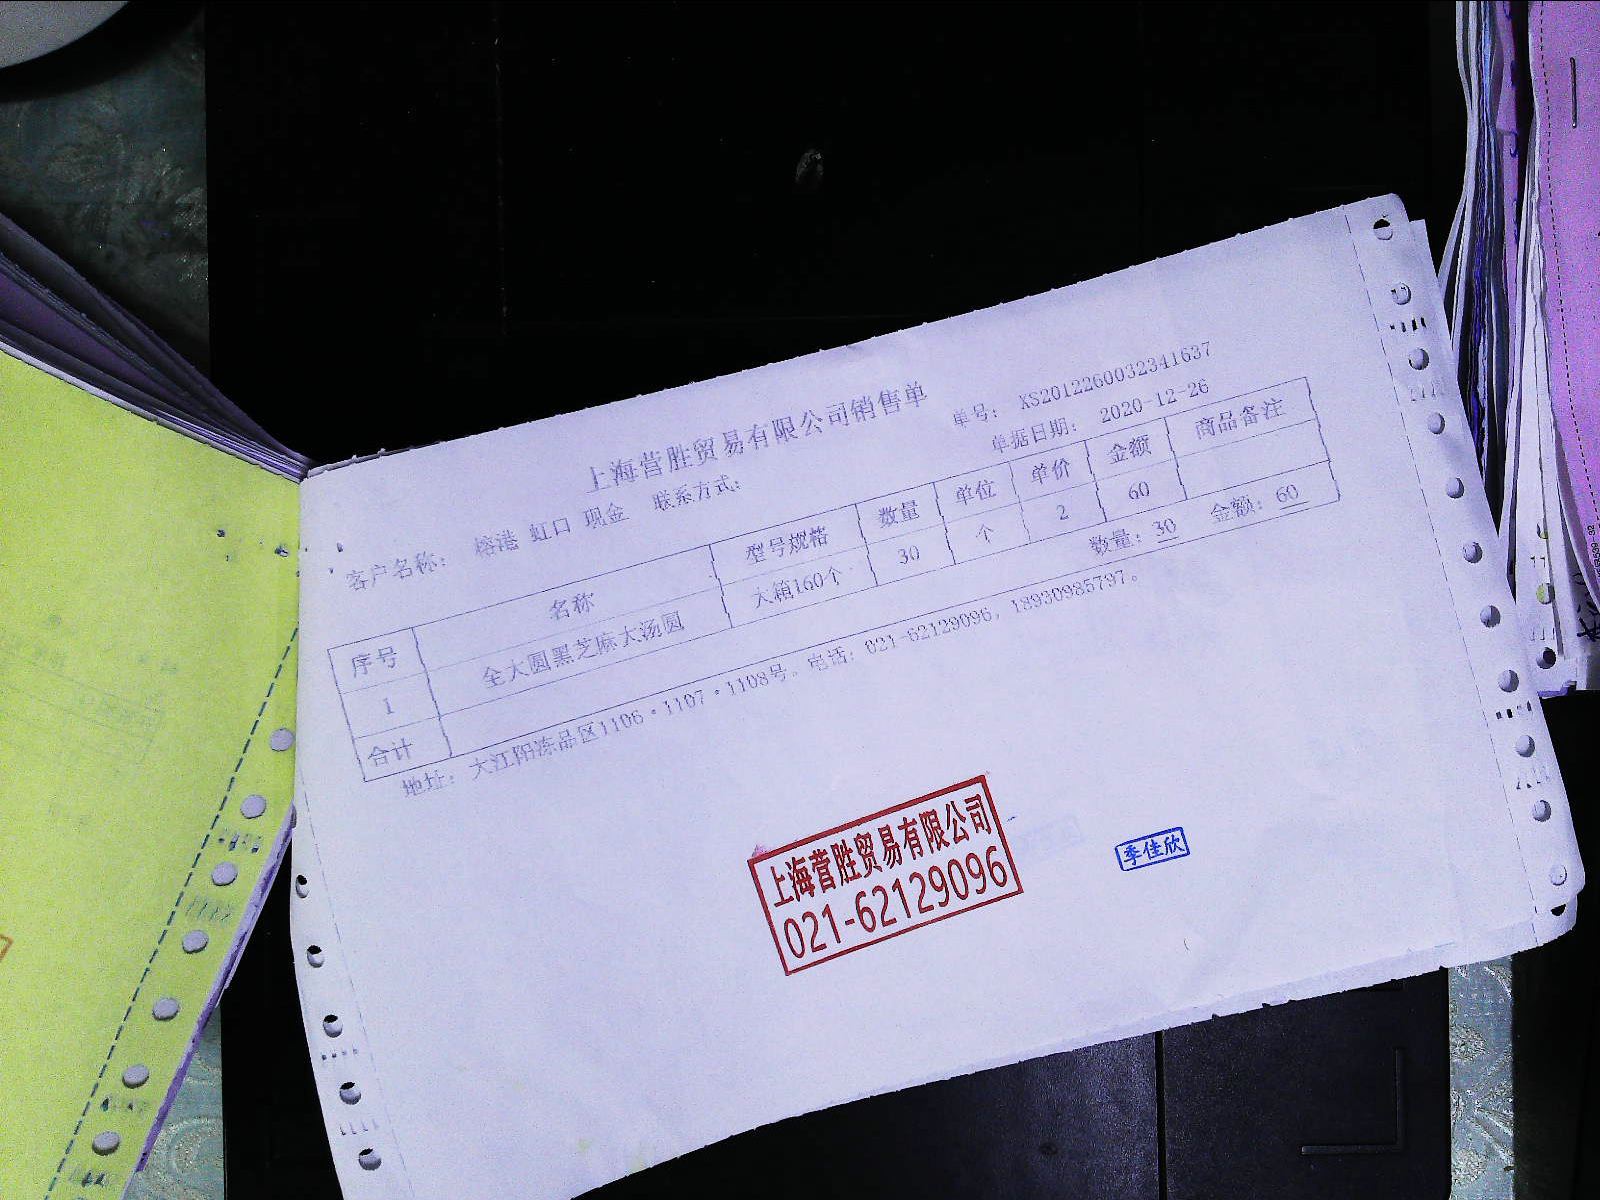 上海营胜贸易有限公司销售单
单号: XS2012260032341637
客户名称: 榕港 虹口 现金 联系方式:
单据日期: 2020-12-26
序号 名称 型号规格 数量 单位 单价 金额 商品备注
1 全大圆黑芝麻大汤圆 大箱160个 30 个 2 60
合计 数量: 30 金额: 60
地址: 大江阳冻品区1106·1107·1108号。电话: 021-62129096, 18930985797。
上海营胜贸易有限公司
021-62129096
季佳欣